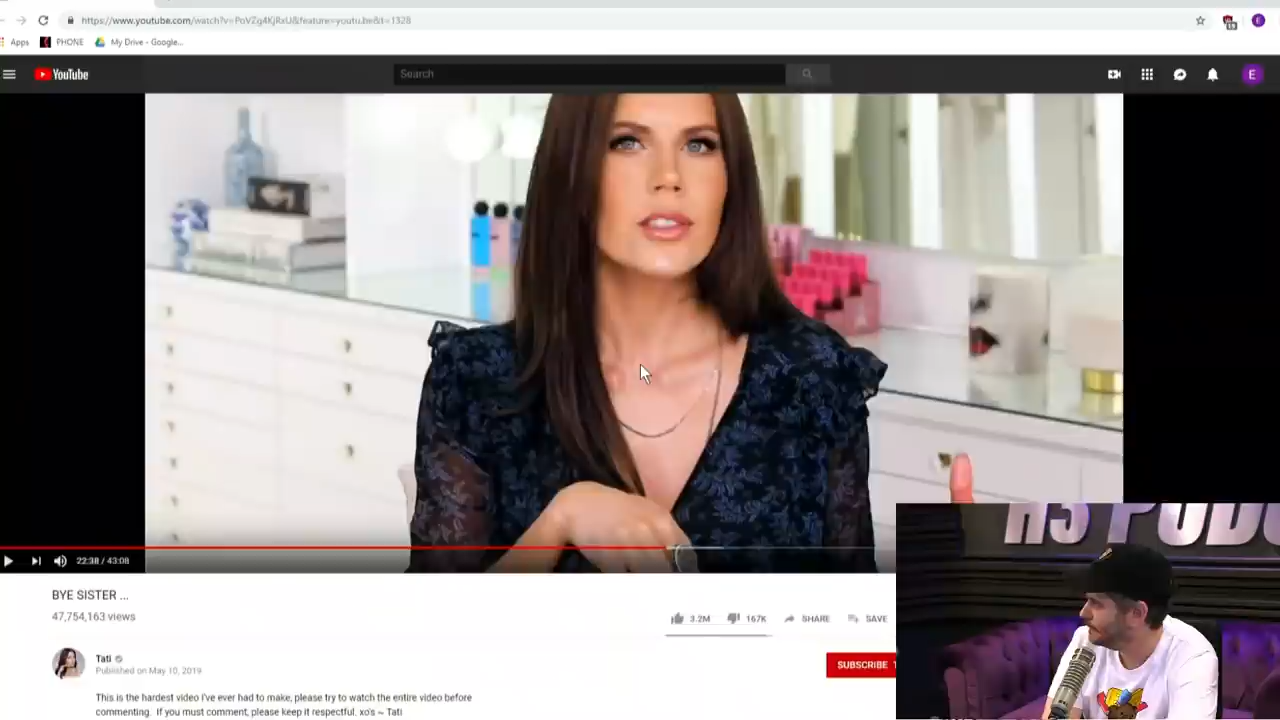 https://www.youtube.com/watch?v=PoVZg4KjRxU&feature=youtu.be&t=1328
Apps PHONE My Drive - Google...
YouTube
Search
E
22:38 / 43:08
BYE SISTER ...
47,754,163 views
3.2M 167K SHARE SAVE
Tati
Published on May 10, 2019
SUBSCRIBE
This is the hardest video I've ever had to make, please try to watch the entire video before
commenting. If you must comment, please keep it respectful. xo's ~ Tati
H3 PODC